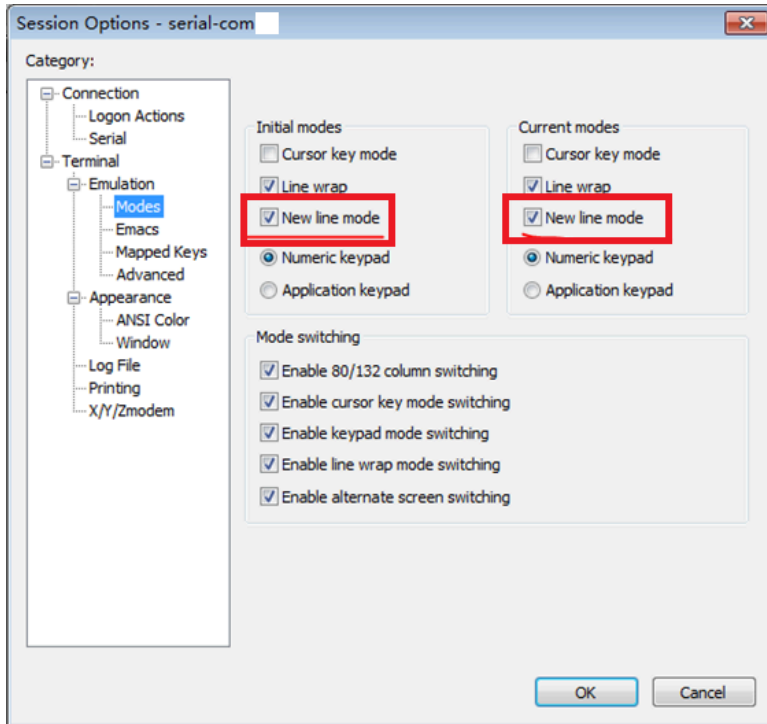 Session Options - serial-com
Category:
Connection
Logon Actions
Serial
Terminal
Emulation
Modes
Emacs
Mapped Keys
Advanced
Appearance
ANSI Color
Window
Log File
Printing
X/Y/Zmodem
Initial modes
Cursor key mode
Line wrap
New line mode
Numeric keypad
Application keypad
Current modes
Cursor key mode
Line wrap
New line mode
Numeric keypad
Application keypad
Mode switching
Enable 80/132 column switching
Enable cursor key mode switching
Enable keypad mode switching
Enable line wrap mode switching
Enable alternate screen switching
OK
Cancel